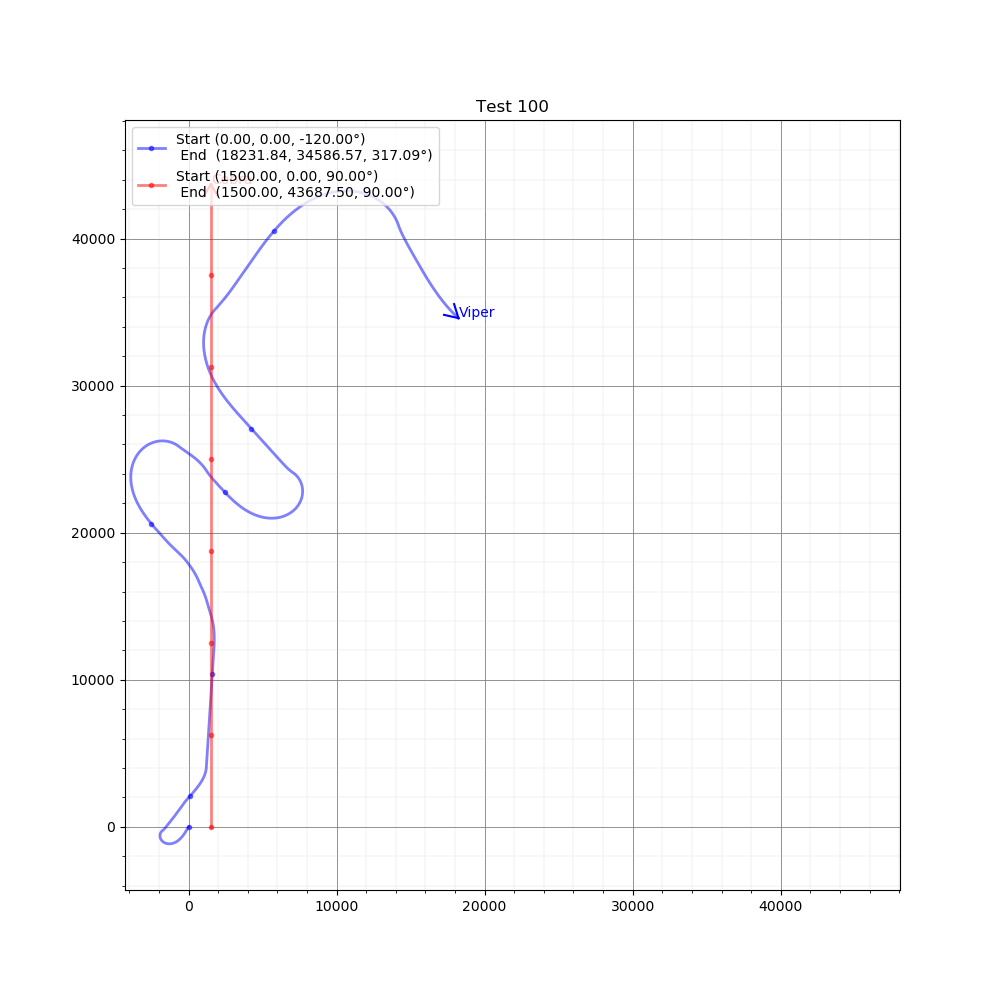 Test 100
Start (0.00, 0.00, -120.00°)
End (18231.84, 34586.57, 317.09°)
Start (1500.00, 0.00, 90.00°)
End (1500.00, 43687.50, 90.00°)
40000
Viper
30000
20000
10000
0
0 10000 20000 30000 40000